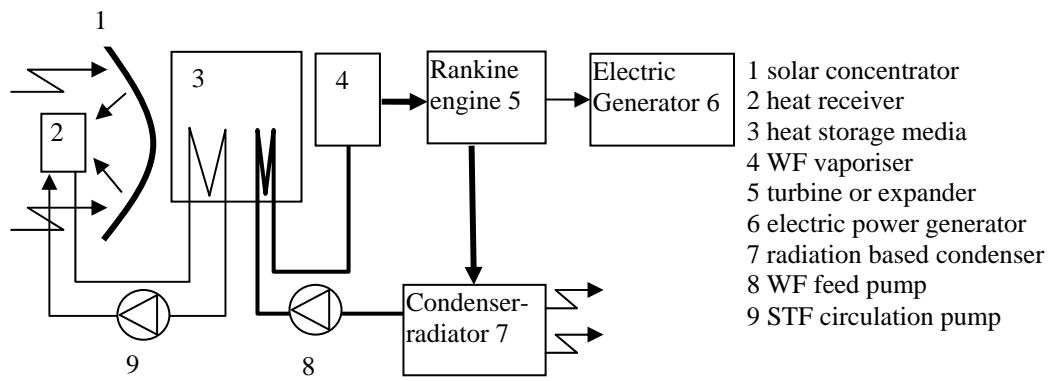 1
3
4
Rankine
engine 5
Electric
Generator 6
2
Condenser-
radiator 7
9
8
1 solar concentrator
2 heat receiver
3 heat storage media
4 WF vaporiser
5 turbine or expander
6 electric power generator
7 radiation based condenser
8 WF feed pump
9 STF circulation pump